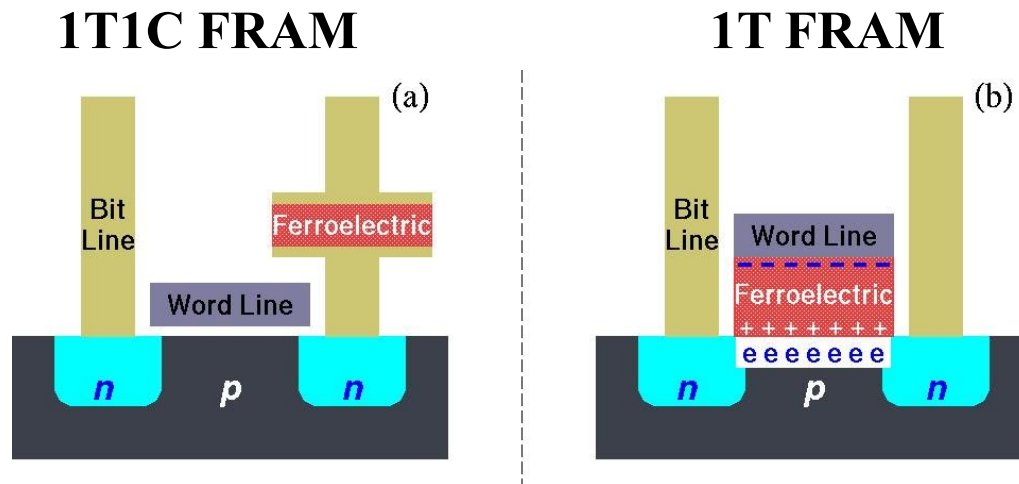 1T1C FRAM
1T FRAM
(a)
Bit
Line
Ferroelectric
Word Line
n
p
n
(b)
Bit
Line
Word Line
− − − − − − −
Ferroelectric
+ + + + + + +
e e e e e e e
n
p
n